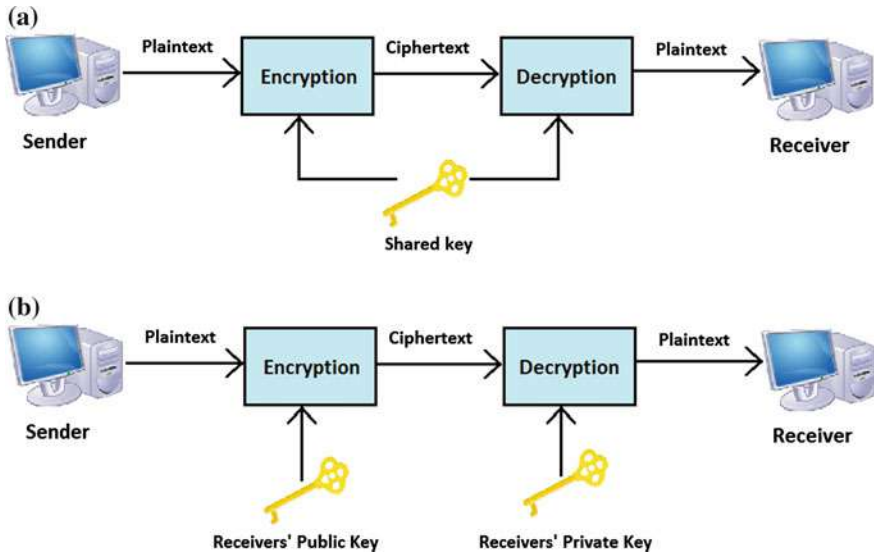 (a)
Plaintext
Encryption
Ciphertext
Decryption
Plaintext
Sender
Receiver
Shared key
(b)
Plaintext
Encryption
Ciphertext
Decryption
Plaintext
Sender
Receiver
Receivers' Public Key
Receivers' Private Key